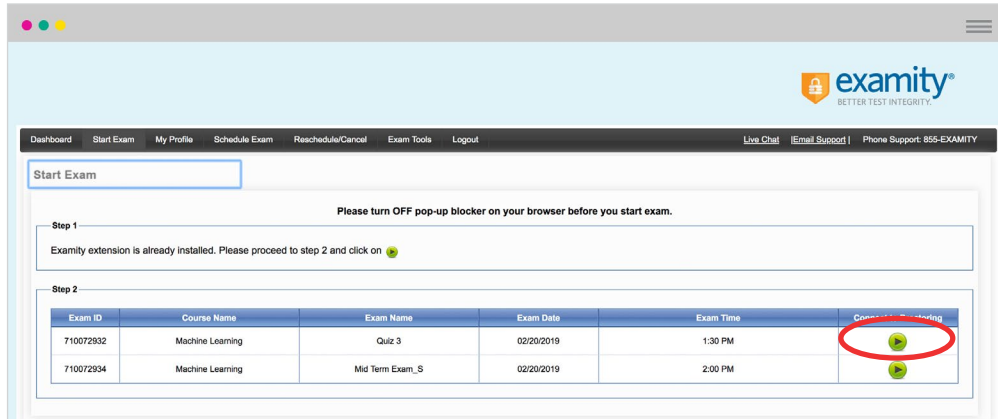 examity®
BETTER TEST INTEGRITY.
Dashboard Start Exam My Profile Schedule Exam Reschedule/Cancel Exam Tools Logout Live Chat |Email Support| Phone Support: 855-EXAMITY
Start Exam
Please turn OFF pop-up blocker on your browser before you start exam.
Step 1
Examity extension is already installed. Please proceed to step 2 and click on
Step 2
Exam ID Course Name Exam Name Exam Date Exam Time
710072932 Machine Learning Quiz 3 02/20/2019 1:30 PM
710072934 Machine Learning Mid Term Exam_S 02/20/2019 2:00 PM